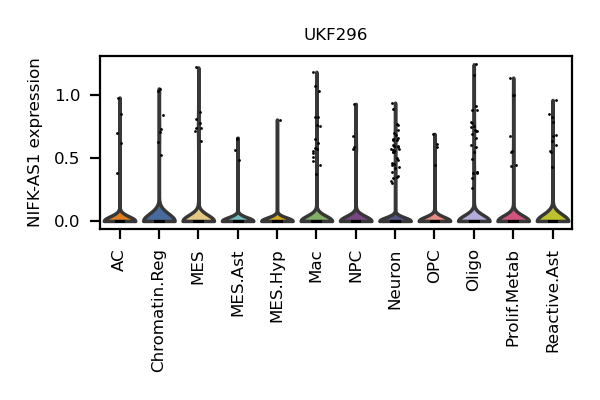 UKF296
NIFK-AS1 expression
1.0
0.5
0.0
AC
Chromatin.Reg
MES
MES.Ast
MES.Hyp
Mac
NPC
Neuron
OPC
Oligo
Prolif.Metab
Reactive.Ast